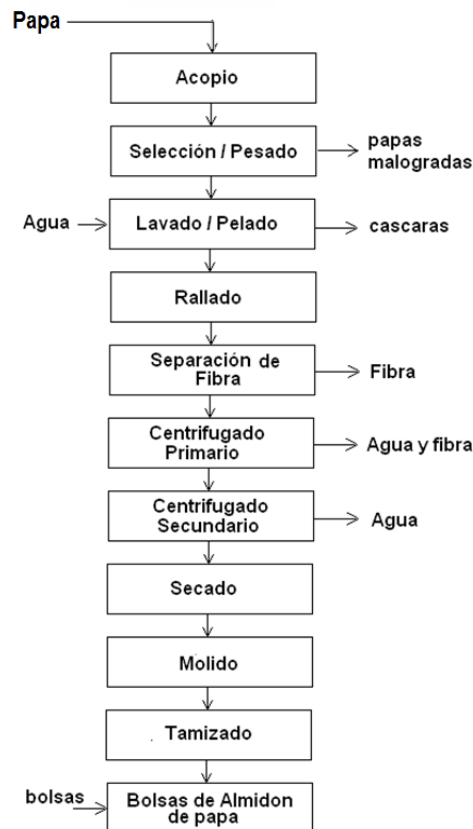 Papa
Acopio
Selección / Pesado
papas
malogradas
Agua
Lavado / Pelado
cascaras
Rallado
Separación de
Fibra
Fibra
Centrifugado
Primario
Agua y fibra
Centrifugado
Secundario
Agua
Secado
Molido
Tamizado
bolsas
Bolsas de Almidon
de papa